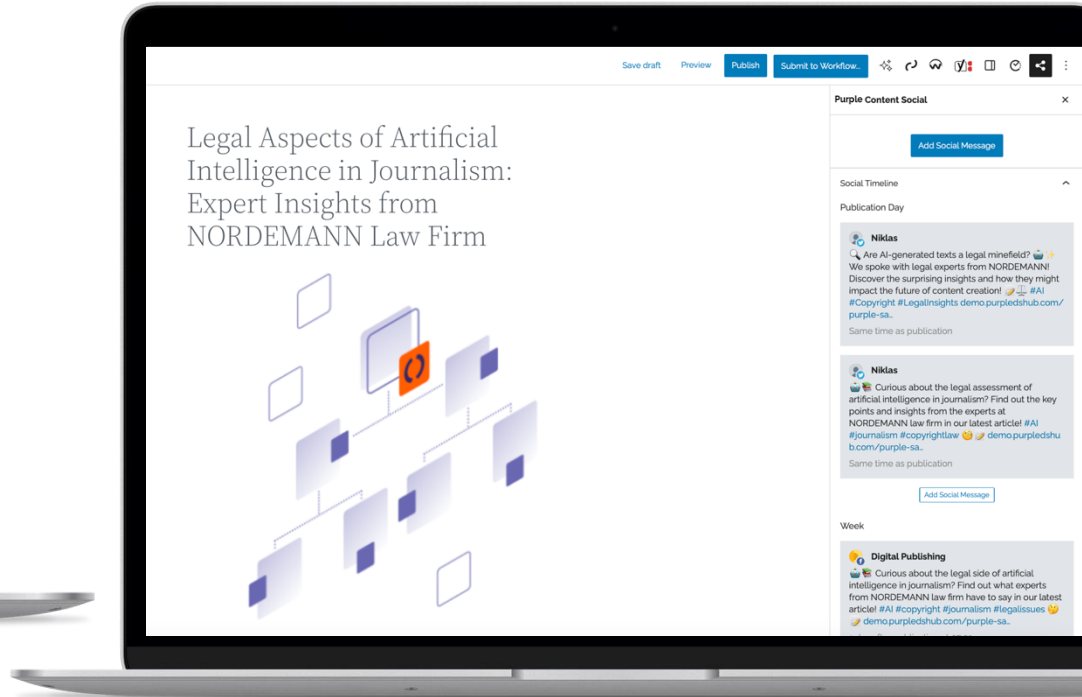 Save draft
Preview
Publish
Submit to Workflow...
Purple Content Social
Add Social Message
Legal Aspects of Artificial
Intelligence in Journalism:
Expert Insights from
NORDEMANN Law Firm
Social Timeline
Publication Day
Niklas
🔍 Are AI-generated texts a legal minefield? 🤖✨
We spoke with legal experts from NORDEMANN!
Discover the surprising insights and how they might
impact the future of content creation! 📝⚖️ #AI
#Copyright #LegalInsights demo.purpledshub.com/
purple-sa...
Same time as publication
Niklas
🤖📚 Curious about the legal assessment of
artificial intelligence in journalism? Find out the key
points and insights from the experts at
NORDEMANN law firm in our latest article! #AI
#journalism #copyrightlaw 🤔📝 demo.purpledshu
b.com/purple-sa...
Same time as publication
Add Social Message
Week
Digital Publishing
🤖📚 Curious about the legal side of artificial
intelligence in journalism? Find out what experts
from NORDEMANN law firm have to say in our latest
article! #AI #copyright #journalism #legalissues 🤔
📝 demo.purpledshub.com/purple-sa...